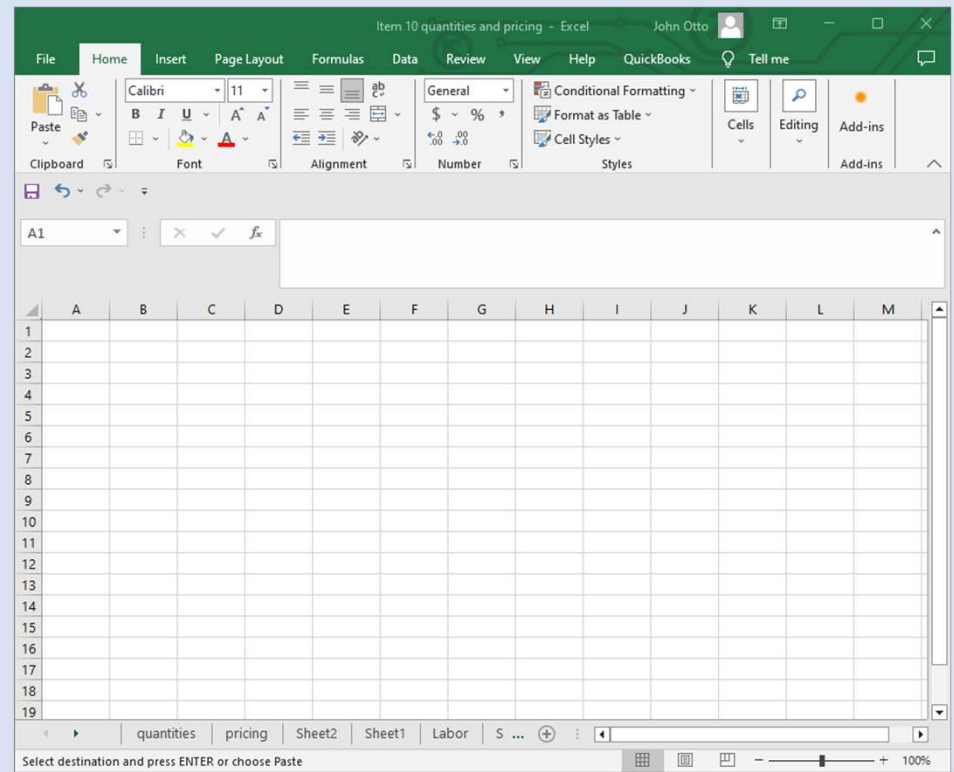 Item 10 quantities and pricing - Excel John Otto
File Home Insert Page Layout Formulas Data Review View Help QuickBooks Tell me
Calibri 11 General Conditional Formatting
Paste B I U A A $ % , Format as Table Cells Editing Add-ins
A Cell Styles
Clipboard Font Alignment Number Styles Add-ins
A1 fx
A B C D E F G H I J K L M
1
2
3
4
5
6
7
8
9
10
11
12
13
14
15
16
17
18
19
quantities pricing Sheet2 Sheet1 Labor S ...
Select destination and press ENTER or choose Paste 100%